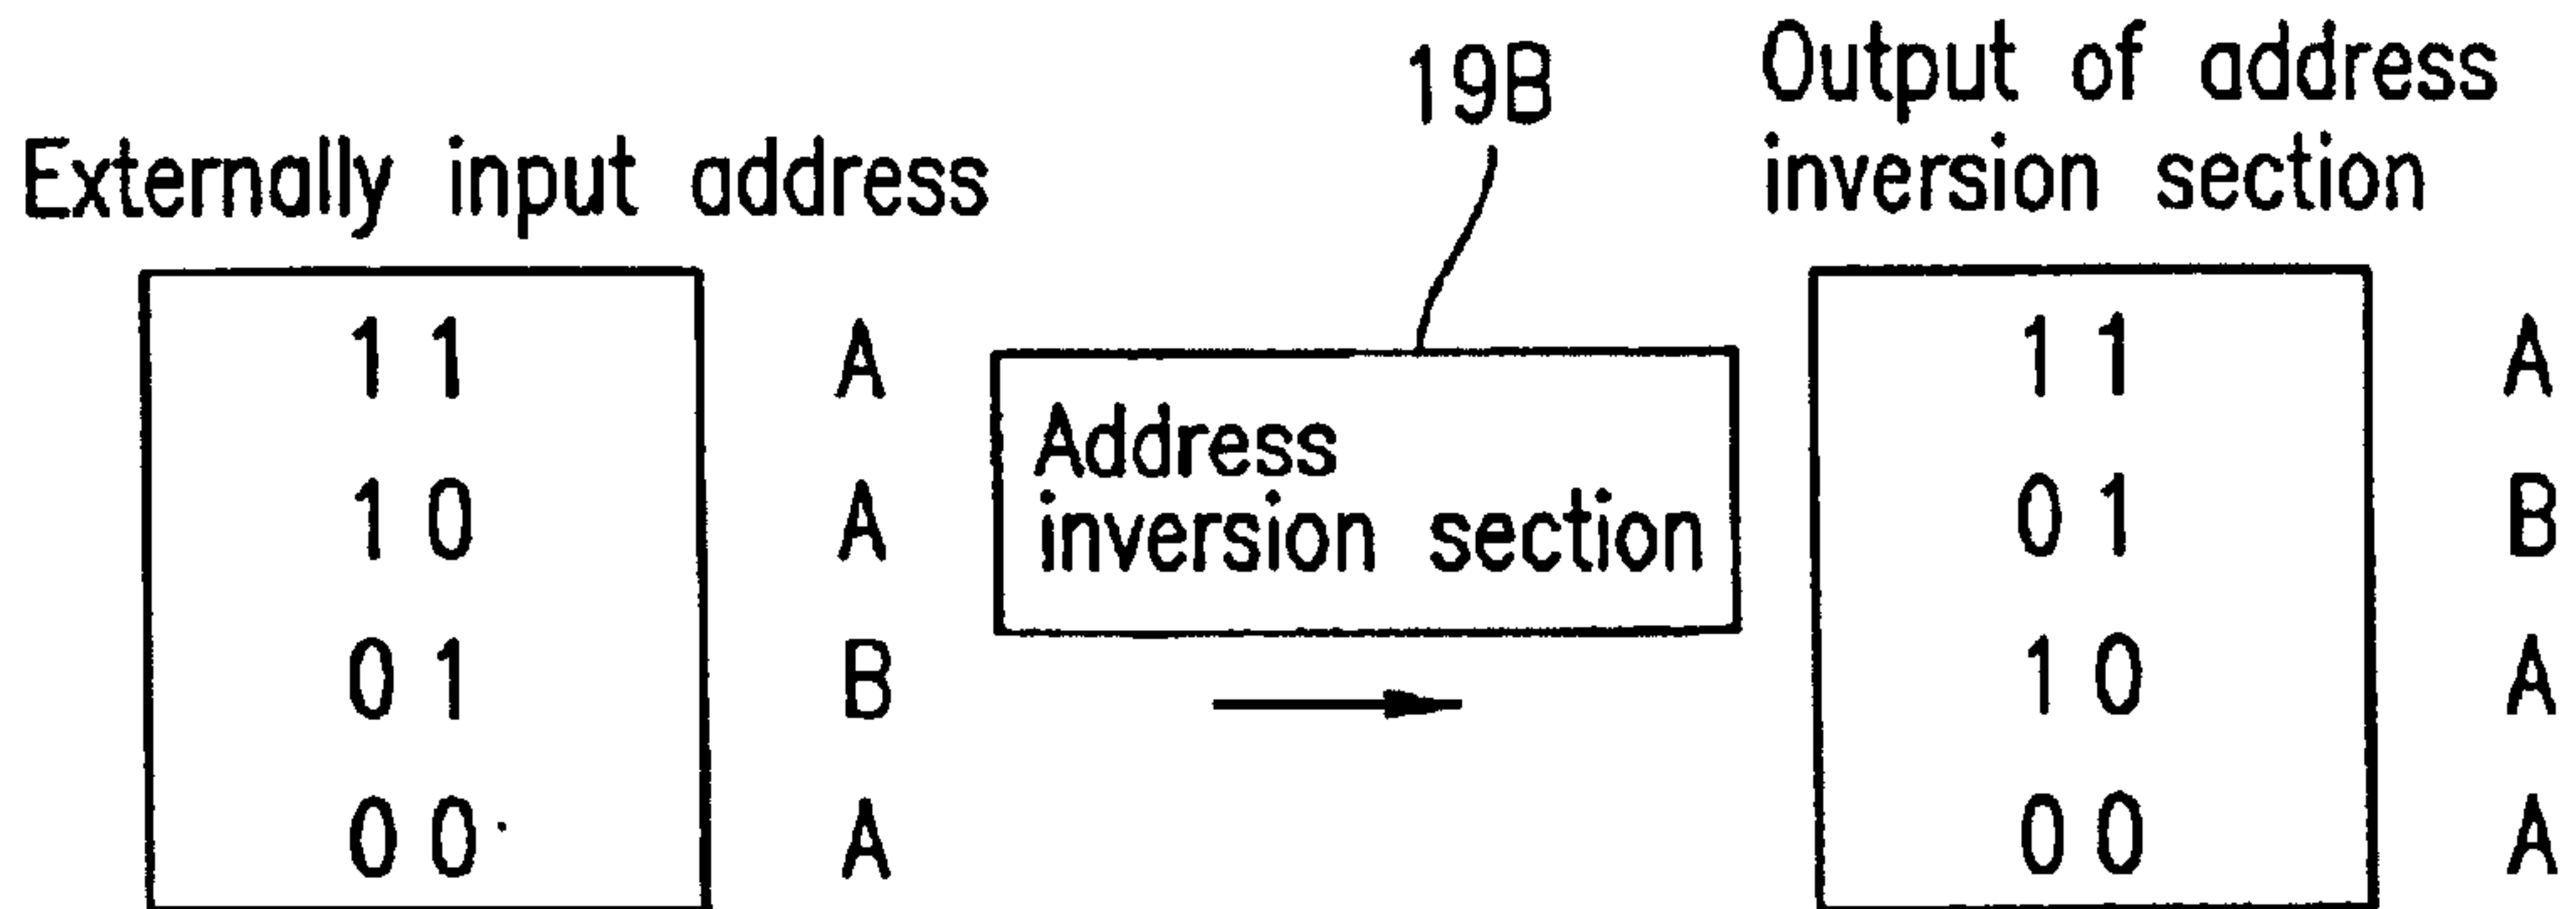 Externally input address
1 1 A
1 0 A
0 1 B
0 0 A
19B
Address
inversion section
Output of address
inversion section
1 1 A
0 1 B
1 0 A
0 0 A